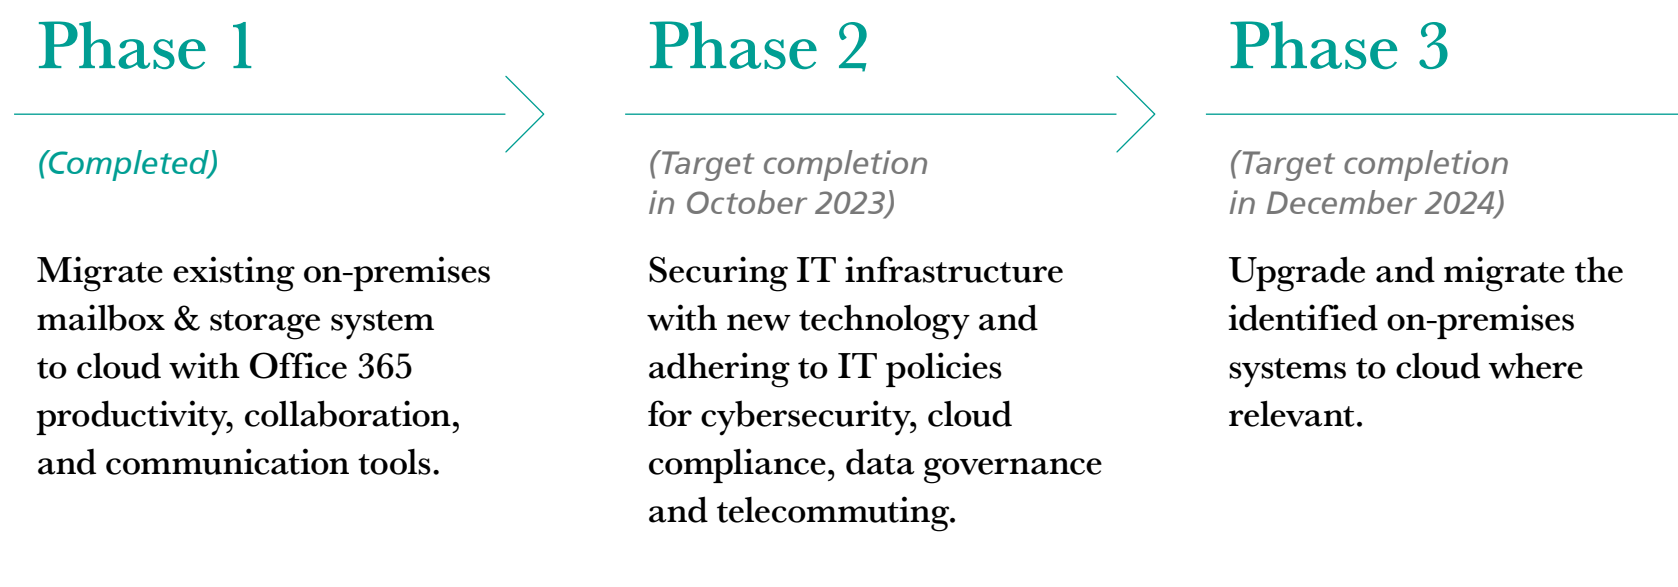 Phase 1
(Completed)
Migrate existing on-premises
mailbox & storage system
to cloud with Office 365
productivity, collaboration,
and communication tools.
Phase 2
(Target completion
in October 2023)
Securing IT infrastructure
with new technology and
adhering to IT policies
for cybersecurity, cloud
compliance, data governance
and telecommuting.
Phase 3
(Target completion
in December 2024)
Upgrade and migrate the
identified on-premises
systems to cloud where
relevant.